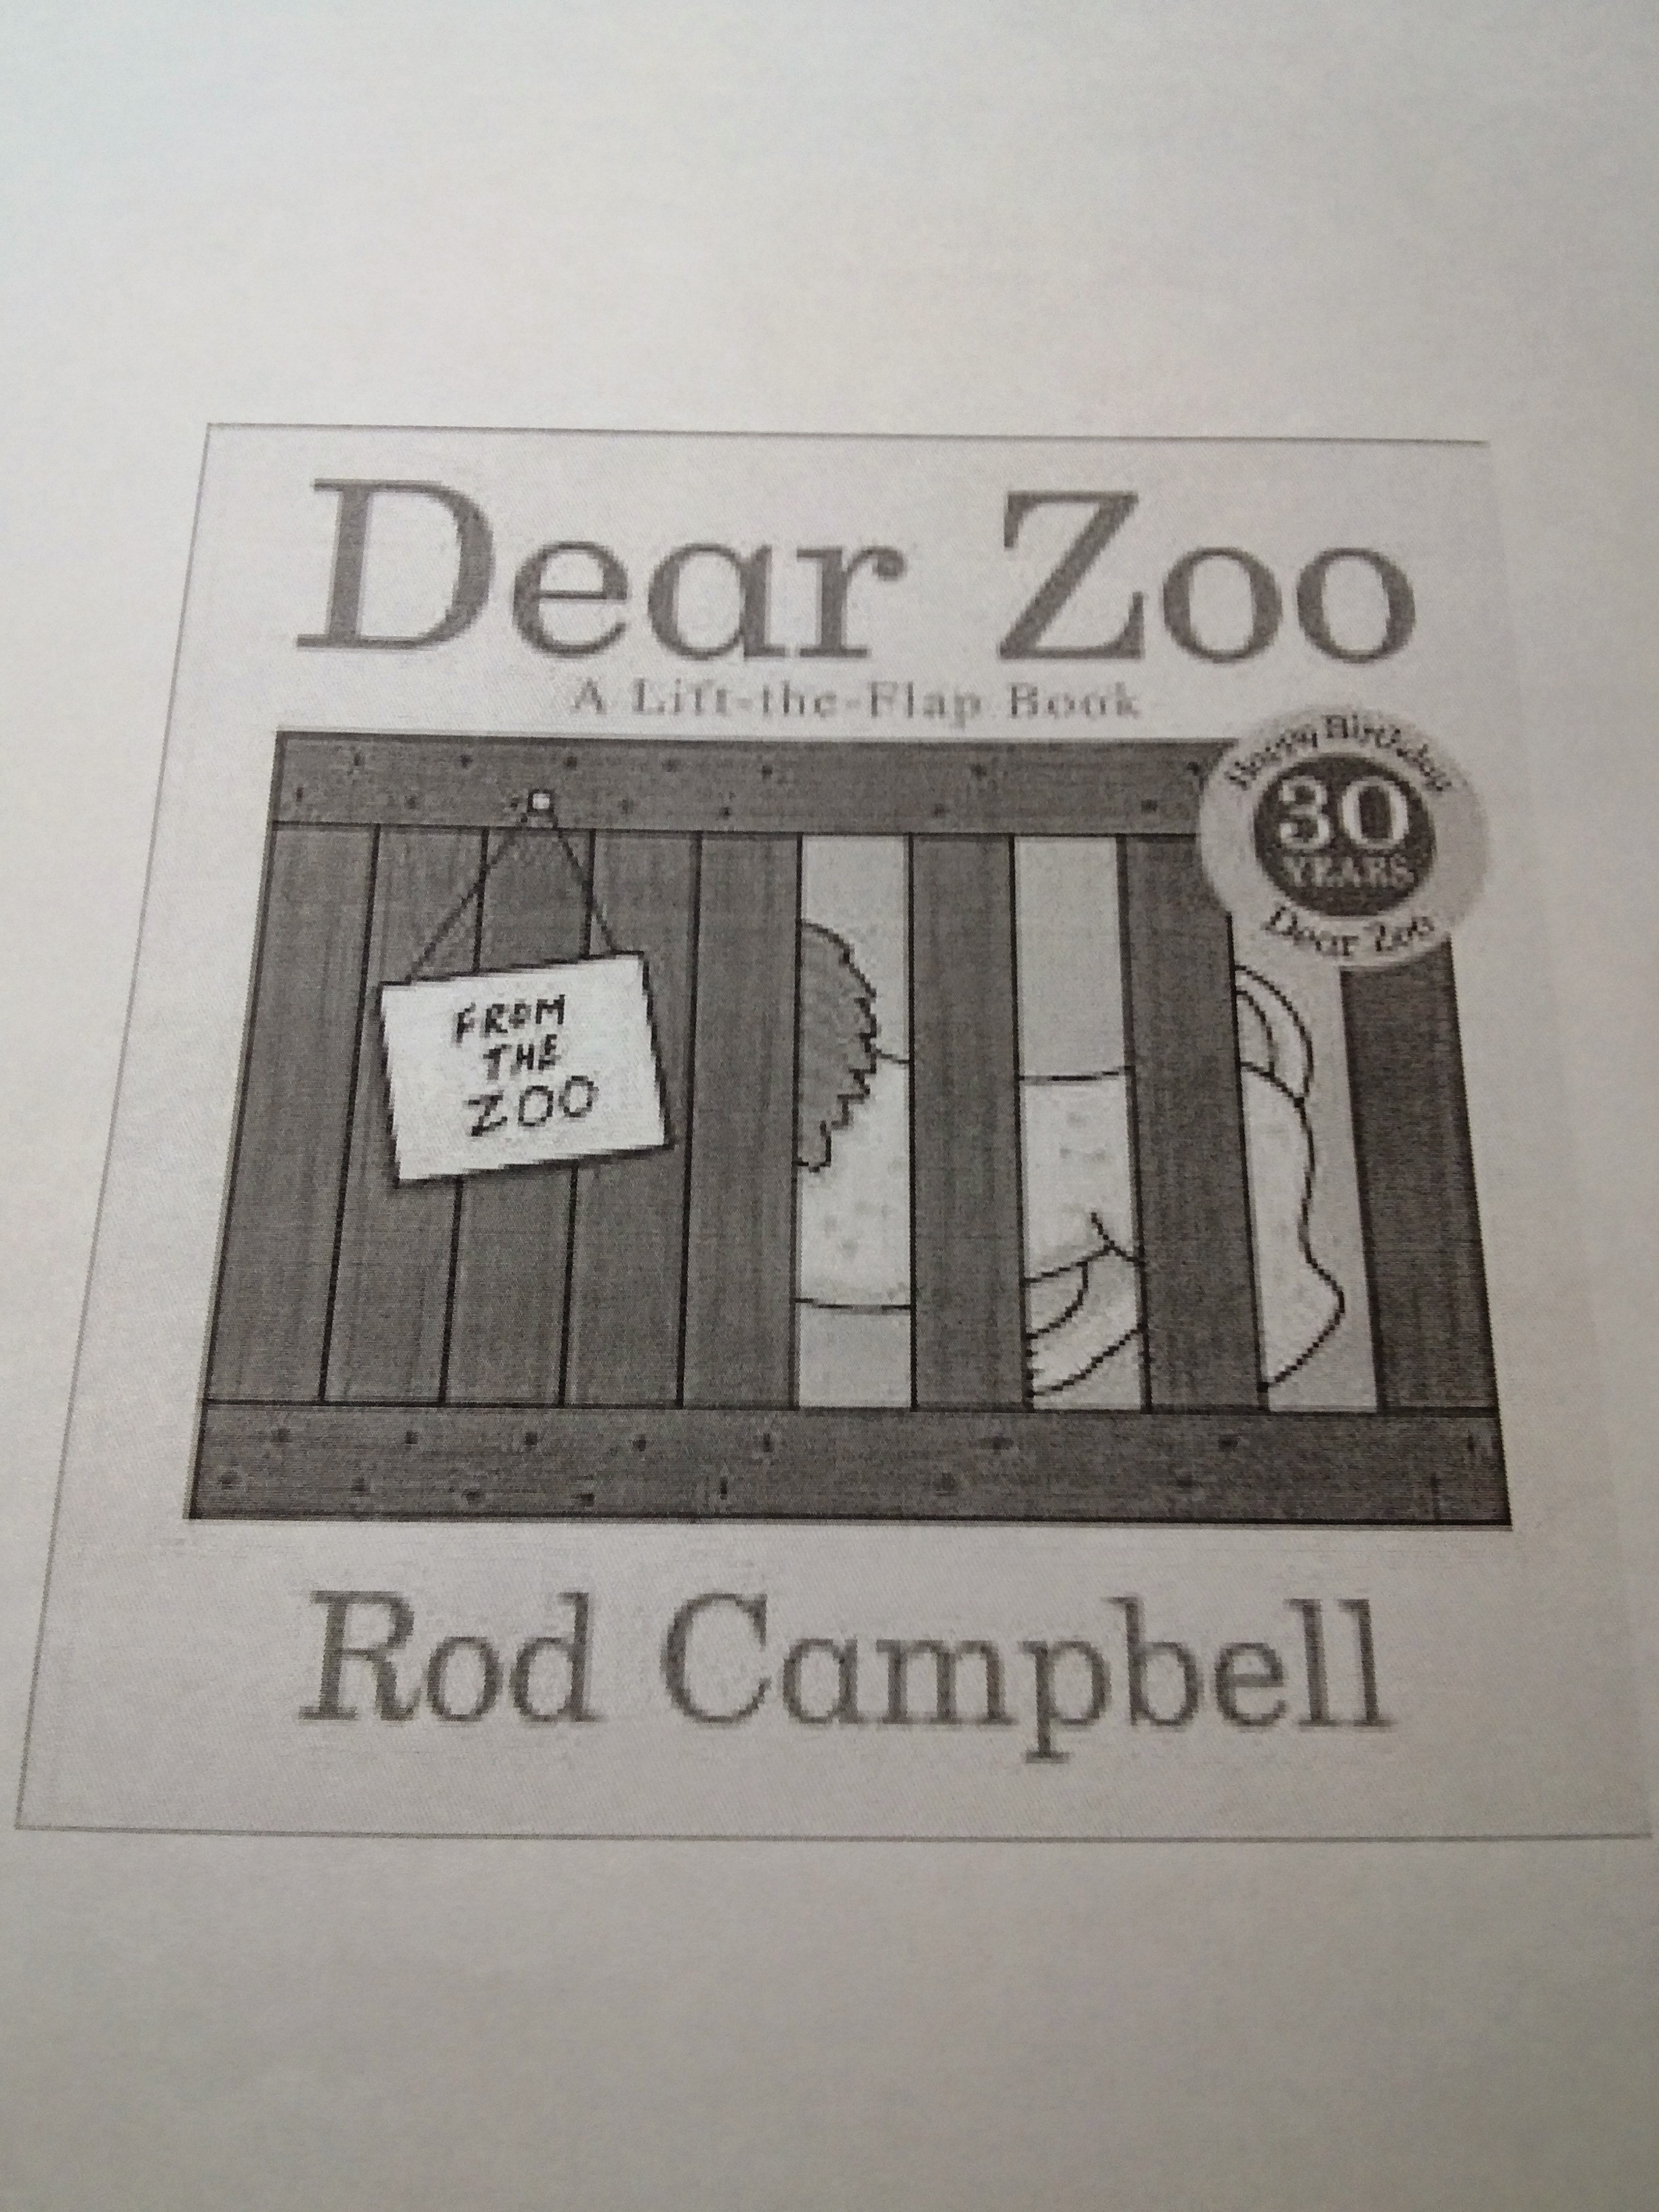 Dear Zoo
A Lift-the-Flap Book
Happy Birthday
30
YEARS
Dear Zoo
FROM
THE
ZOO
Rod Campbell